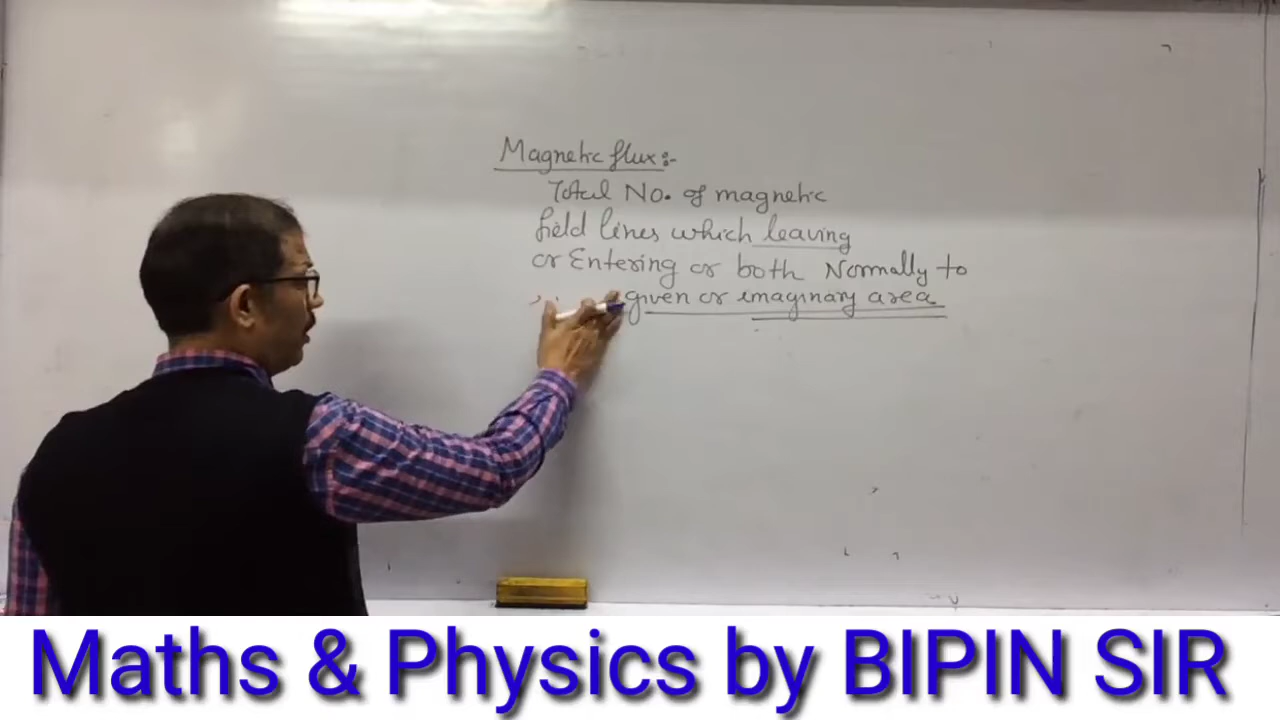 Magnetic flux:-
Total No. of magnetic
field lines which leaving
or Entering or both Normally to
given or imaginary area
Maths & Physics by BIPIN SIR